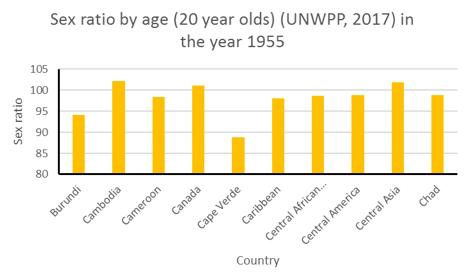 Sex ratio by age (20 year olds) (UNWPP, 2017) in
the year 1955
105
100
95
90
85
80
Sex ratio
Burundi
Cambodia
Cameroon
Canada
Cape Verde
Caribbean
Central African...
Central America
Central Asia
Chad
Country